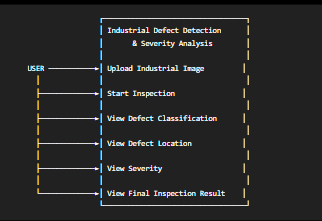 Industrial Defect Detection
& Severity Analysis
USER
Upload Industrial Image
Start Inspection
View Defect Classification
View Defect Location
View Severity
View Final Inspection Result